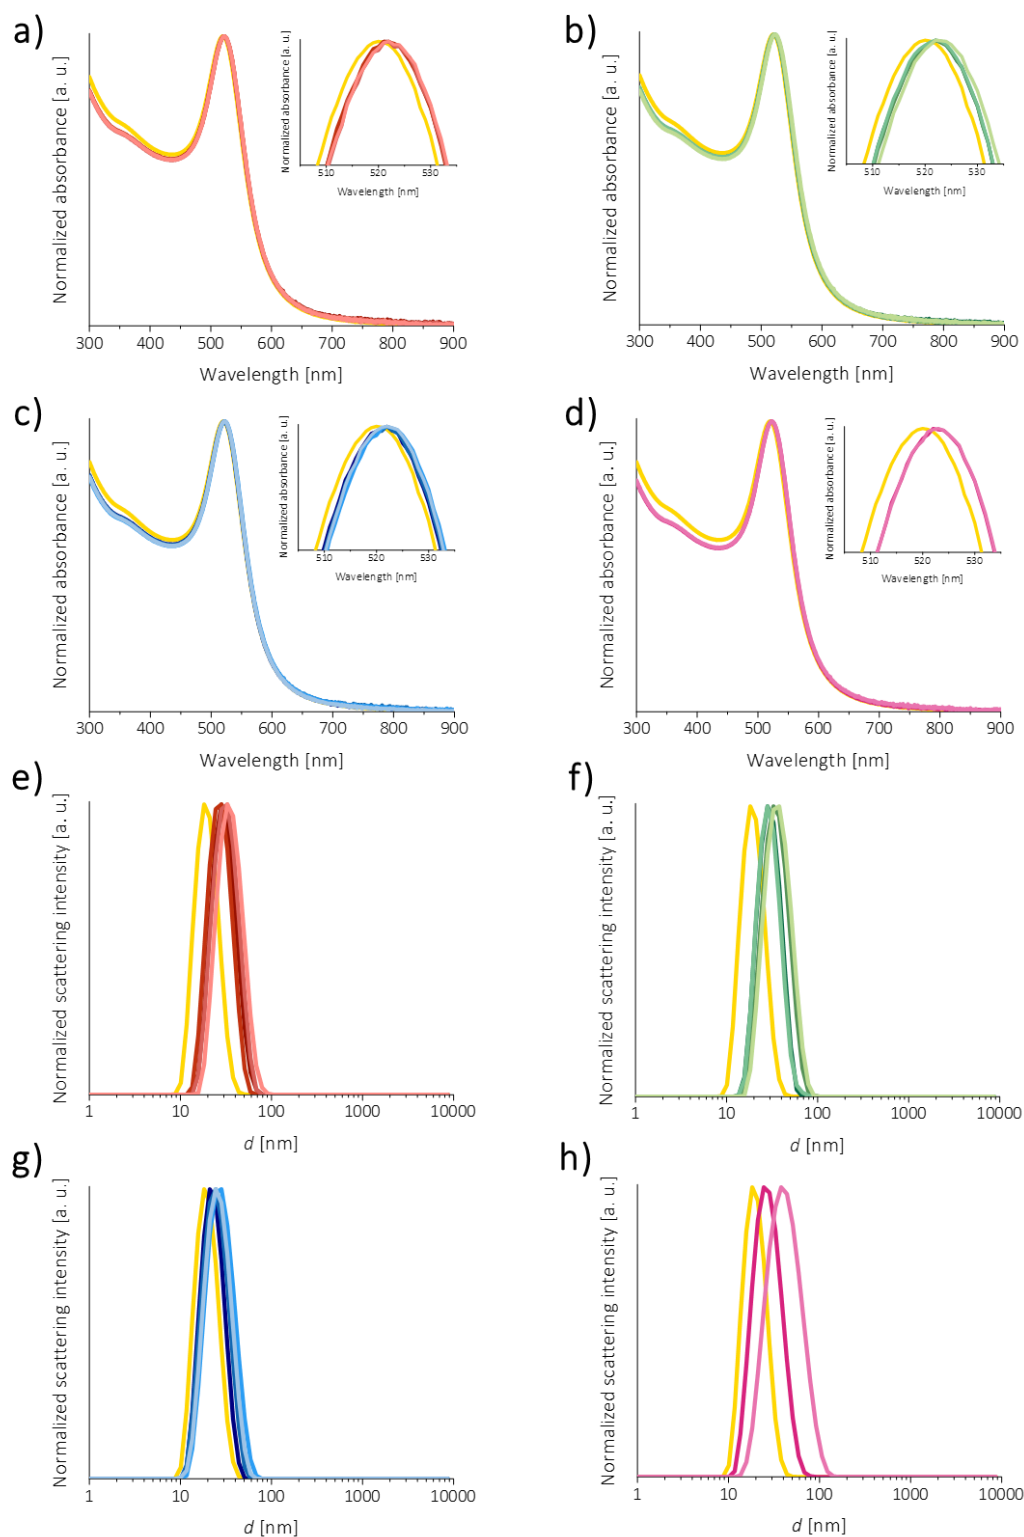 a)
Normalized absorbance [a. u.]
300 400 500 600 700 800 900
Wavelength [nm]
Normalized absorbance [a. u.]
510 520 530
Wavelength [nm]
b)
Normalized absorbance [a. u.]
300 400 500 600 700 800 900
Wavelength [nm]
Normalized absorbance [a. u.]
510 520 530
Wavelength [nm]
c)
Normalized absorbance [a. u.]
300 400 500 600 700 800 900
Wavelength [nm]
Normalized absorbance [a. u.]
510 520 530
Wavelength [nm]
d)
Normalized absorbance [a. u.]
300 400 500 600 700 800 900
Wavelength [nm]
Normalized absorbance [a. u.]
510 520 530
Wavelength [nm]
e)
Normalized scattering intensity [a. u.]
1 10 100 1000 10000
d [nm]
f)
Normalized scattering intensity [a. u.]
1 10 100 1000 10000
d [nm]
g)
Normalized scattering intensity [a. u.]
1 10 100 1000 10000
d [nm]
h)
Normalized scattering intensity [a. u.]
1 10 100 1000 10000
d [nm]